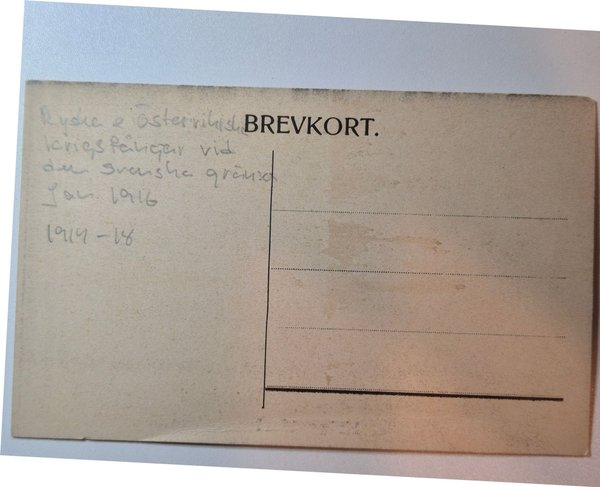 BREVKORT.
Ryska o Österrikiska
krigsfångar vid
den svenska gränsen
Jan. 1916
1914-18